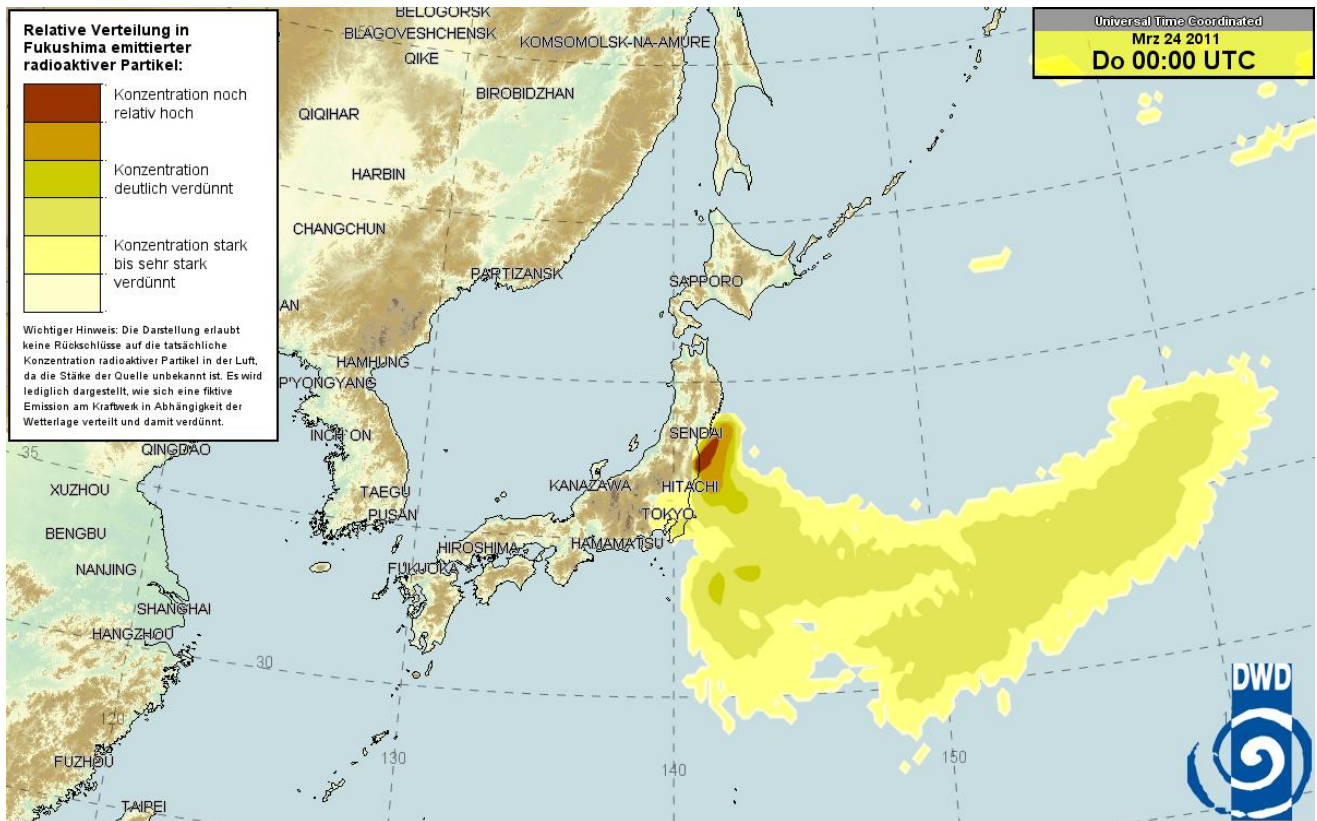 Relative Verteilung in
Fukushima emittierter
radioaktiver Partikel:
Konzentration noch
relativ hoch
Konzentration
deutlich verdünnt
Konzentration stark
bis sehr stark
verdünnt
Wichtiger Hinweis: Die Darstellung erlaubt
keine Rückschlüsse auf die tatsächliche
Konzentration radioaktiver Partikel in der Luft,
da die Stärke der Quelle unbekannt ist. Es wird
lediglich dargestellt, wie sich eine fiktive
Emission am Kraftwerk in Abhängigkeit der
Wetterlage verteilt und damit verdünnt.
Universal Time Coordinated
Mrz 24 2011
Do 00:00 UTC
BELOGORSK
BLAGOVESHCHENSK
KOMSOMOLSK-NA-AMURE
QIKE
BIROBIDZHAN
QIQIHAR
HARBIN
CHANGCHUN
PARTIZANSK
SAPPORO
AN
HAMHUNG
P'YONGYANG
INCH ON
SENDAI
QINGDAO
35
XUZHOU
TAEGU
KANAZAWA
HITACHI
PUSAN
TOKYO
BENGBU
HIROSHIMA
HAMAMATSU
NANJING
FUKUOKA
SHANGHAI
HANGZHOU
30
DWD
120
FUZHOU
130
140
150
TAIPEI